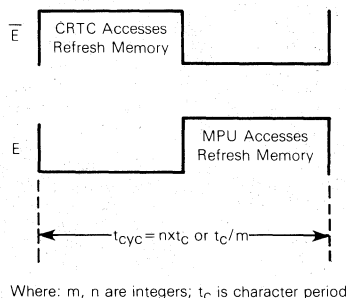 E
CRTC Accesses
Refresh Memory
E
MPU Accesses
Refresh Memory
tcyc=nxtc or tc/m
Where: m, n are integers; tc is character period